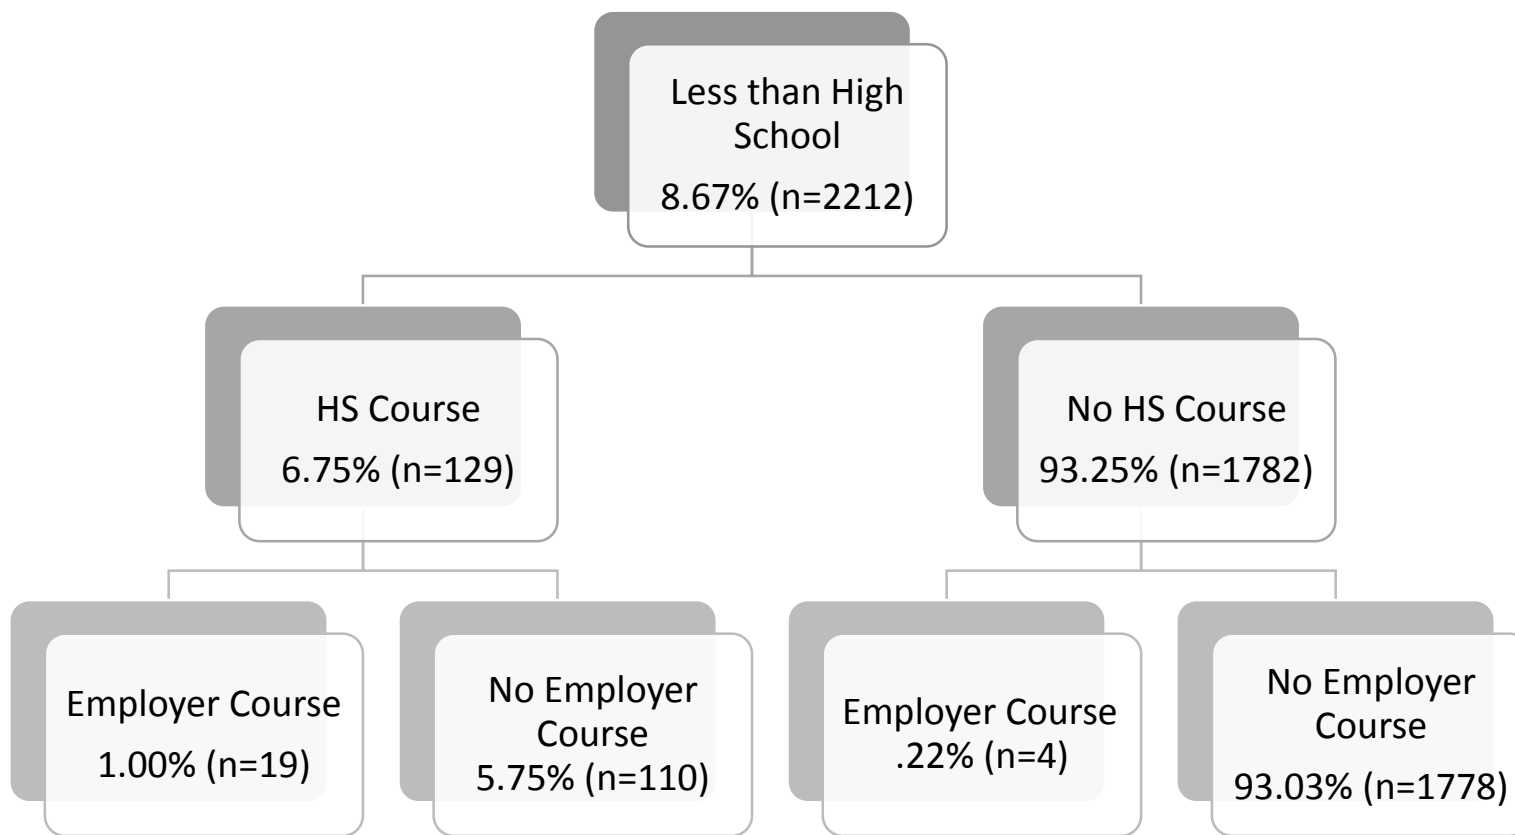 Less than High
School
8.67% (n=2212)
HS Course
6.75% (n=129)
No HS Course
93.25% (n=1782)
Employer Course
1.00% (n=19)
No Employer
Course
5.75% (n=110)
Employer Course
.22% (n=4)
No Employer
Course
93.03% (n=1778)